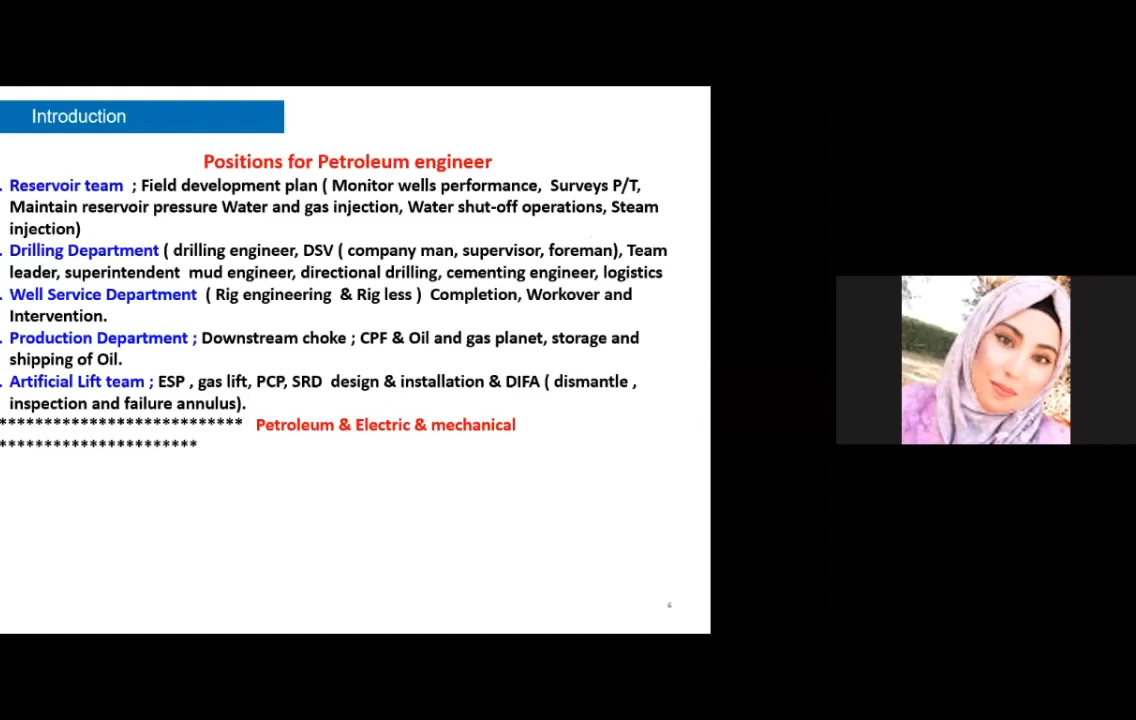 Introduction
Positions for Petroleum engineer
. Reservoir team ; Field development plan ( Monitor wells performance, Surveys P/T,
Maintain reservoir pressure Water and gas injection, Water shut-off operations, Steam
injection)
. Drilling Department ( drilling engineer, DSV ( company man, supervisor, foreman), Team
leader, superintendent mud engineer, directional drilling, cementing engineer, logistics
. Well Service Department ( Rig engineering & Rig less ) Completion, Workover and
Intervention.
. Production Department ; Downstream choke ; CPF & Oil and gas planet, storage and
shipping of Oil.
. Artificial Lift team ; ESP , gas lift, PCP, SRD design & installation & DIFA ( dismantle ,
inspection and failure annulus).
*************************** Petroleum & Electric & mechanical
**********************
6